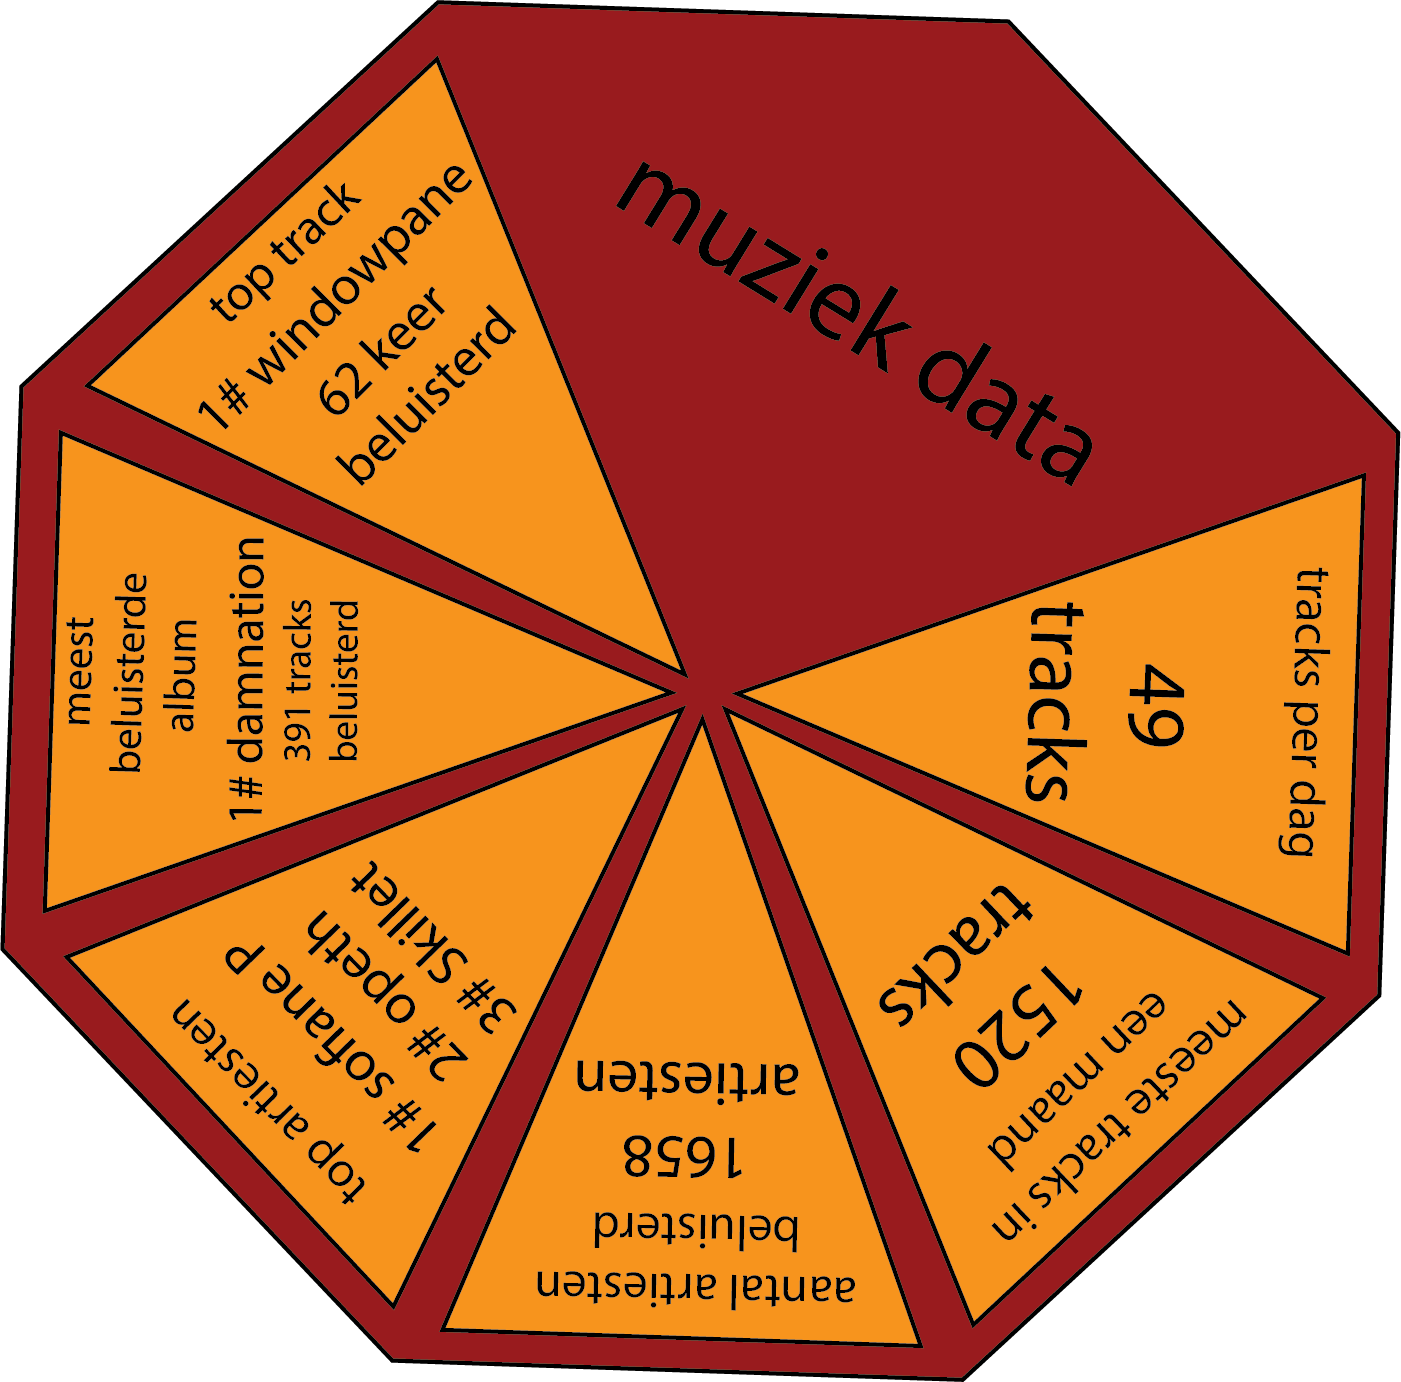 muziek data
tracks per dag
49
tracks
meeste tracks in
een maand
1520
tracks
aantal artiesten
beluisterd
1658
artiesten
top artiesten
1# sofiane P
2# opeth
3# Skillet
meest
beluisterde
album
1# damnation
391 tracks
beluisterd
top track
1# windowpane
62 keer
beluisterd